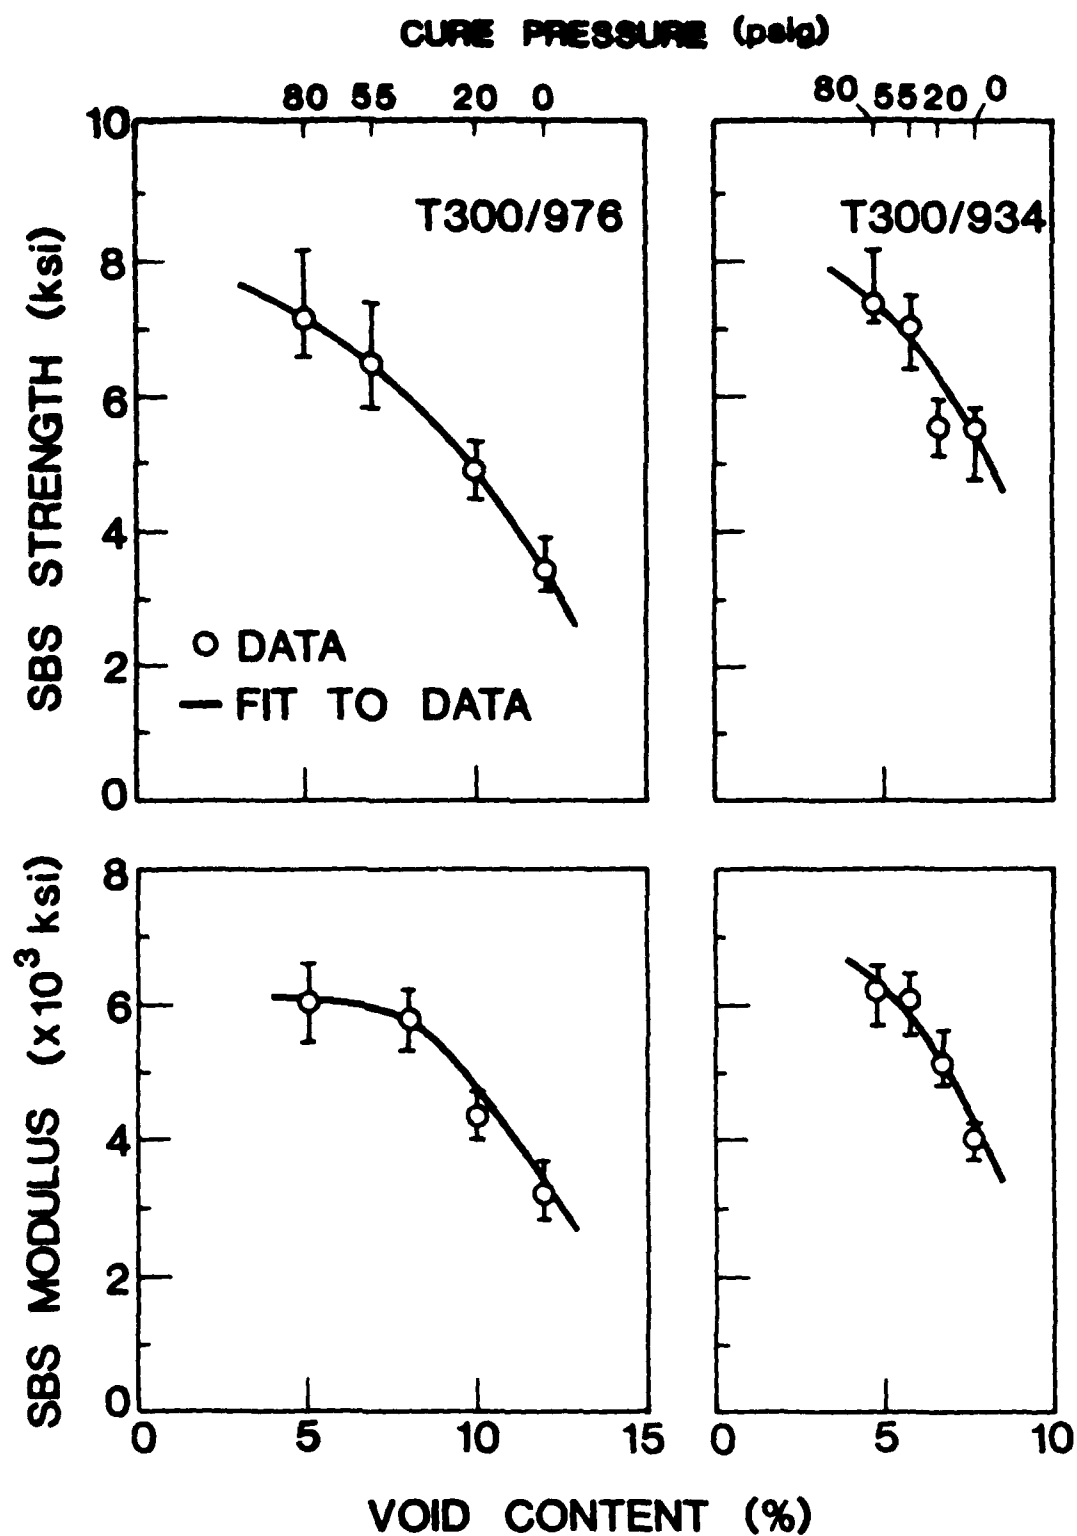 CURE PRESSURE (psig)
80 55 20 0
80 55 20 0
10
8
6
4
2
0
SBS STRENGTH (ksi)
T300/976
T300/934
DATA
FIT TO DATA
8
6
4
2
0
SBS MODULUS (x10³ ksi)
0 5 10 15
0 5 10
VOID CONTENT (%)